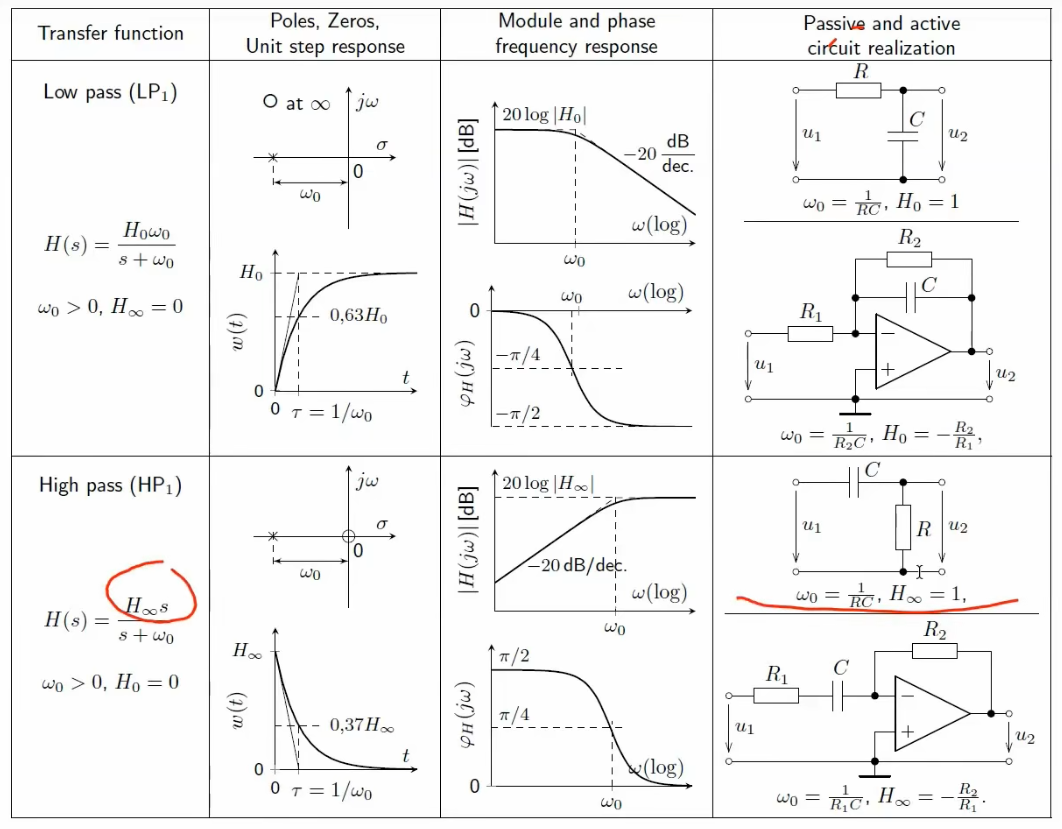 Transfer function
Poles, Zeros,
Unit step response
Module and phase
frequency response
Passive and active
circuit realization
Low pass (LP₁)
H(s) = H₀ω₀ / (s + ω₀)
ω₀ > 0, H∞ = 0
at ∞
jω
σ
0
ω₀
H₀
0,63H₀
w(t)
t
0
0
τ = 1/ω₀
20 log |H₀|
|H(jω)| [dB]
−20 dB/dec.
ω(log)
ω₀
0
ω₀
ω(log)
φH(jω)
−π/4
−π/2
R
C
u₁
u₂
ω₀ = 1/RC, H₀ = 1
R₂
C
R₁
−
+
u₁
u₂
ω₀ = 1/R₂C, H₀ = −R₂/R₁,
High pass (HP₁)
H(s) = H∞s / (s + ω₀)
ω₀ > 0, H₀ = 0
jω
σ
0
ω₀
H∞
w(t)
0,37H∞
t
0
0
τ = 1/ω₀
20 log |H∞|
|H(jω)| [dB]
−20 dB/dec.
ω(log)
ω₀
π/2
φH(jω)
π/4
ω(log)
0
ω₀
C
R
u₁
u₂
ω₀ = 1/RC, H∞ = 1,
R₂
R₁
C
−
+
u₁
u₂
ω₀ = 1/R₁C, H∞ = −R₂/R₁.